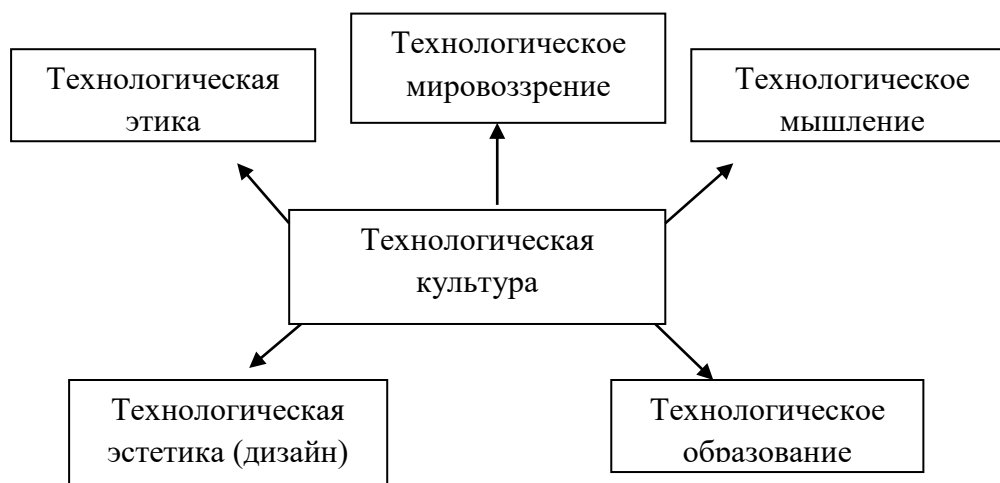 Технологическое
мировоззрение
Технологическая
этика
Технологическое
мышление
Технологическая
культура
Технологическая
эстетика (дизайн)
Технологическое
образование